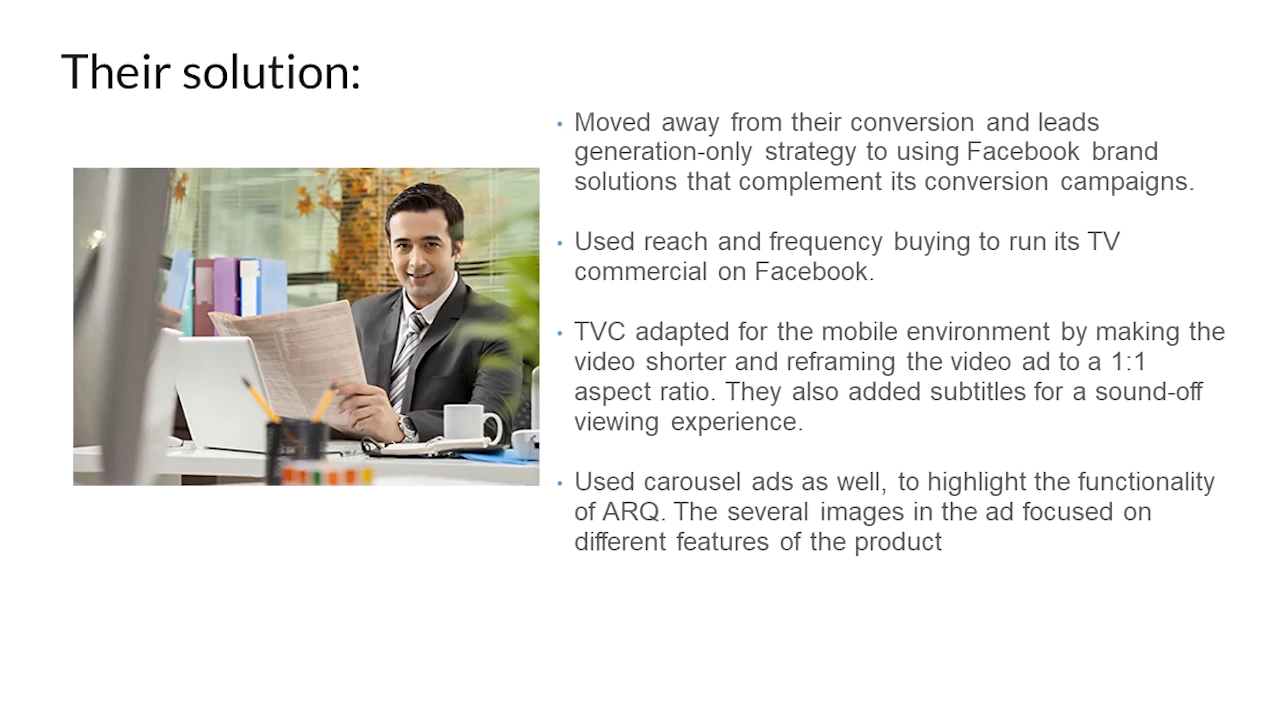 Their solution:
• Moved away from their conversion and leads
generation-only strategy to using Facebook brand
solutions that complement its conversion campaigns.
• Used reach and frequency buying to run its TV
commercial on Facebook.
• TVC adapted for the mobile environment by making the
video shorter and reframing the video ad to a 1:1
aspect ratio. They also added subtitles for a sound-off
viewing experience.
• Used carousel ads as well, to highlight the functionality
of ARQ. The several images in the ad focused on
different features of the product